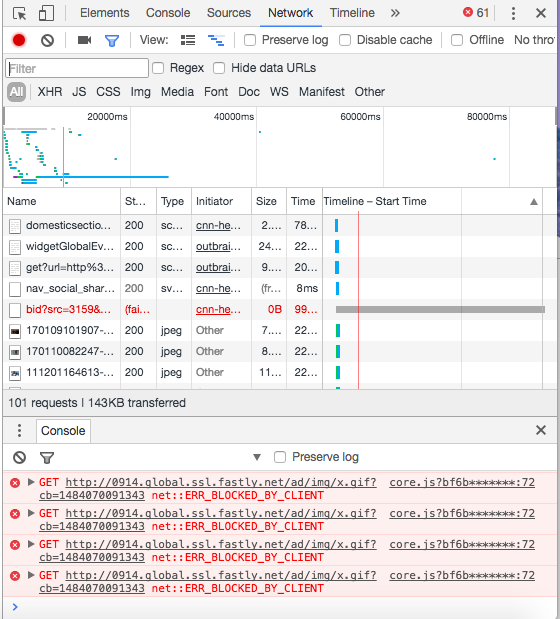 Elements Console Sources Network Timeline » 61
View: Preserve log Disable cache Offline No thro
Filter Regex Hide data URLs
All XHR JS CSS Img Media Font Doc WS Manifest Other
20000ms 40000ms 60000ms 80000ms
Name St... Type Initiator Size Time Timeline – Start Time
domesticsectio... 200 sc... cnn-he... 2.... 78...
widgetGlobalEv... 200 sc... outbrai... 24... 22...
get?url=http%3... 200 sc... outbrai... 9.... 20...
nav_social_shar... 200 sv... cnn-he... (fr... 8ms
bid?src=3159&... (fai... cnn-he... 0B 99...
170109101907-... 200 jpeg Other 7.... 22...
170110082247-... 200 jpeg Other 8.... 22...
111201164613-... 200 jpeg Other 11... 22...
101 requests | 143KB transferred
Console
Preserve log
GET http://0914.global.ssl.fastly.net/ad/img/x.gif? core.js?bf6b*******:72
cb=1484070091343 net::ERR_BLOCKED_BY_CLIENT
GET http://0914.global.ssl.fastly.net/ad/img/x.gif? core.js?bf6b*******:72
cb=1484070091343 net::ERR_BLOCKED_BY_CLIENT
GET http://0914.global.ssl.fastly.net/ad/img/x.gif? core.js?bf6b*******:72
cb=1484070091343 net::ERR_BLOCKED_BY_CLIENT
GET http://0914.global.ssl.fastly.net/ad/img/x.gif? core.js?bf6b*******:72
cb=1484070091343 net::ERR_BLOCKED_BY_CLIENT